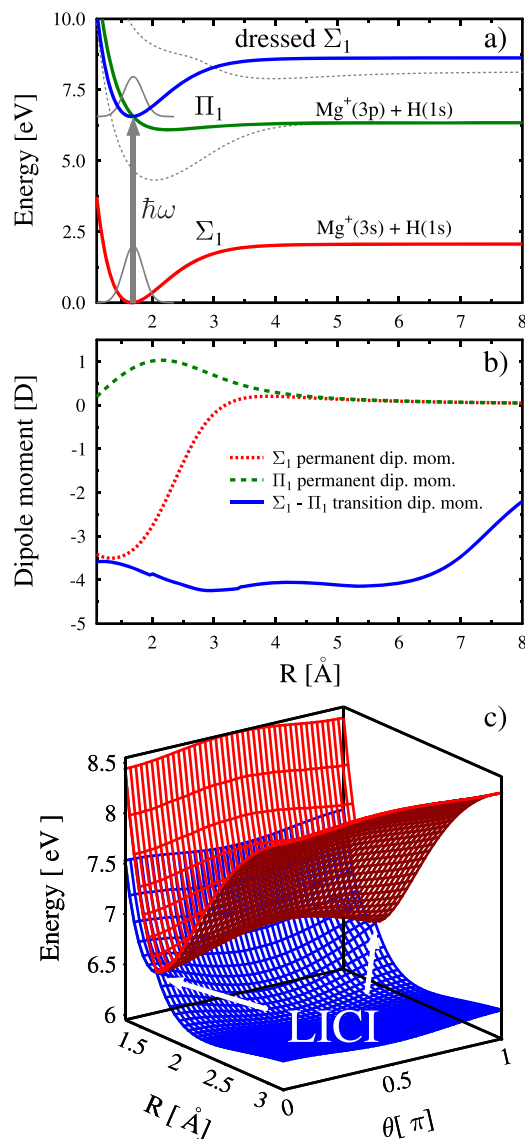 dressed Σ₁
a)
10.0
7.5
5.0
2.5
0.0
Energy [eV]
Π₁
Mg⁺(3p) + H(1s)
ħω
Σ₁
Mg⁺(3s) + H(1s)
2 3 4 5 6 7 8
b)
1
0
-1
-2
-3
-4
-5
Dipole moment [D]
Σ₁ permanent dip. mom.
Π₁ permanent dip. mom.
Σ₁ - Π₁ transition dip. mom.
2 3 4 5 6 7 8
R [Å]
c)
8.5
8
7.5
7
6.5
6
Energy[ eV ]
LICI
1.5
2
2.5
3
R [ Å]
0
0.5
1
θ[ π]